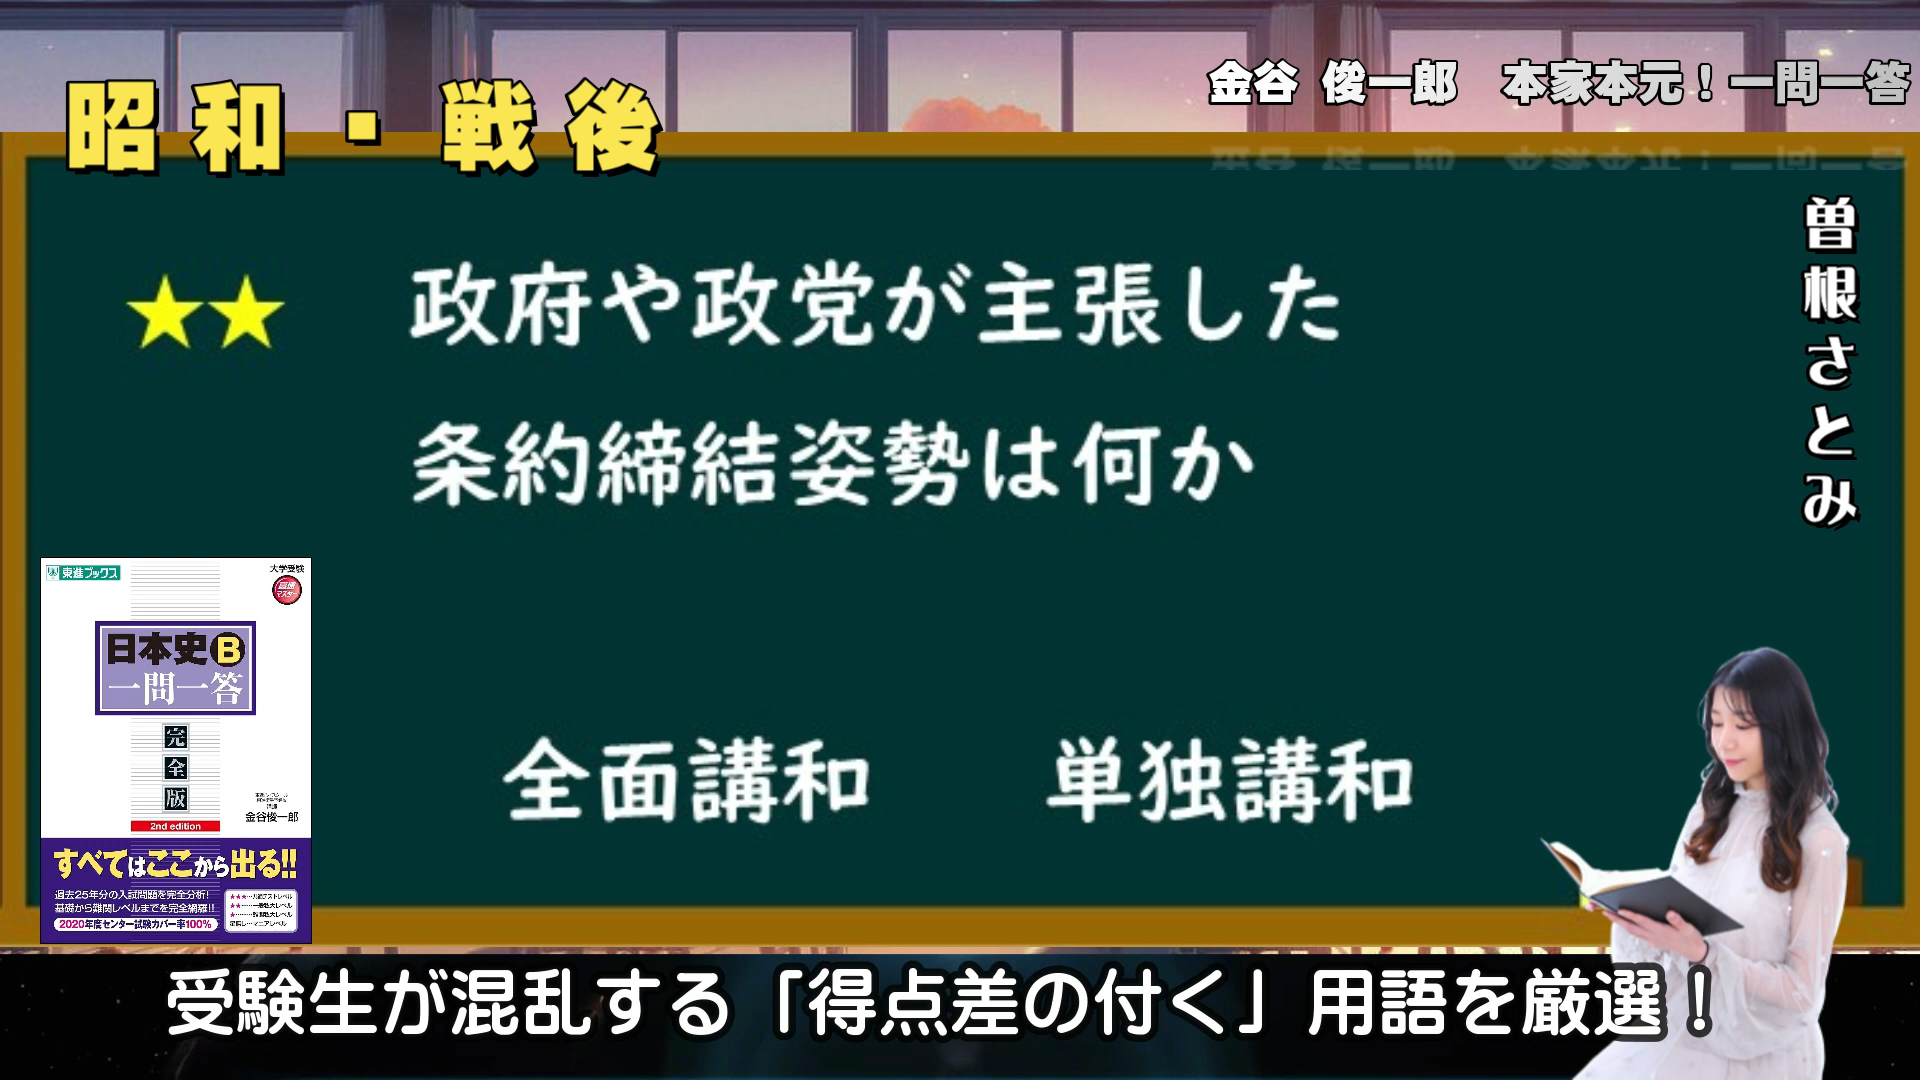 昭和・戦後
金谷 俊一郎 本家本元!一問一答
曽根さとみ
★★ 政府や政党が主張した
条約締結姿勢は何か
全面講和 単独講和
東進ブックス
大学受験
日本史B
一問一答
完全版
2nd edition
金谷俊一郎
すべてはここから出る!!
過去25年分の入試問題を完全分析!
基礎から難関レベルまでを完全網羅!!
2020年度センター試験カバー率100%
受験生が混乱する「得点差の付く」用語を厳選!